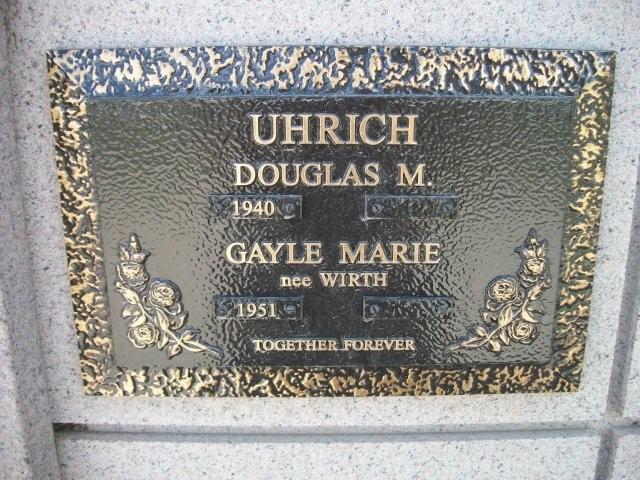 UHRICH
DOUGLAS M.
1940
GAYLE MARIE
nee WIRTH
1951
TOGETHER FOREVER